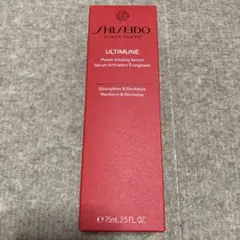 SHISEIDO
GINZA TOKYO
ULTIMUNE
Power Infusing Serum
Sérum Activateur Énergisant
Strengthen & Revitalize
Renforce & Revitalise
e 75mL 2.5 FL. OZ.